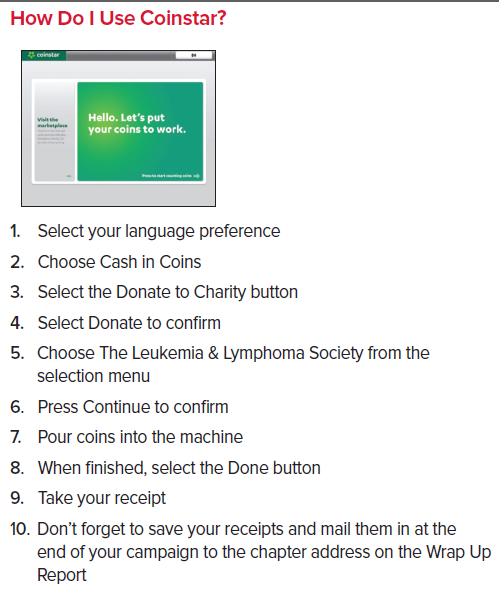 How Do I Use Coinstar?
coinstar
Visit the
marketplace
Hello. Let's put
your coins to work.
Press to start counting coins
1. Select your language preference
2. Choose Cash in Coins
3. Select the Donate to Charity button
4. Select Donate to confirm
5. Choose The Leukemia & Lymphoma Society from the
selection menu
6. Press Continue to confirm
7. Pour coins into the machine
8. When finished, select the Done button
9. Take your receipt
10. Don’t forget to save your receipts and mail them in at the
end of your campaign to the chapter address on the Wrap Up
Report